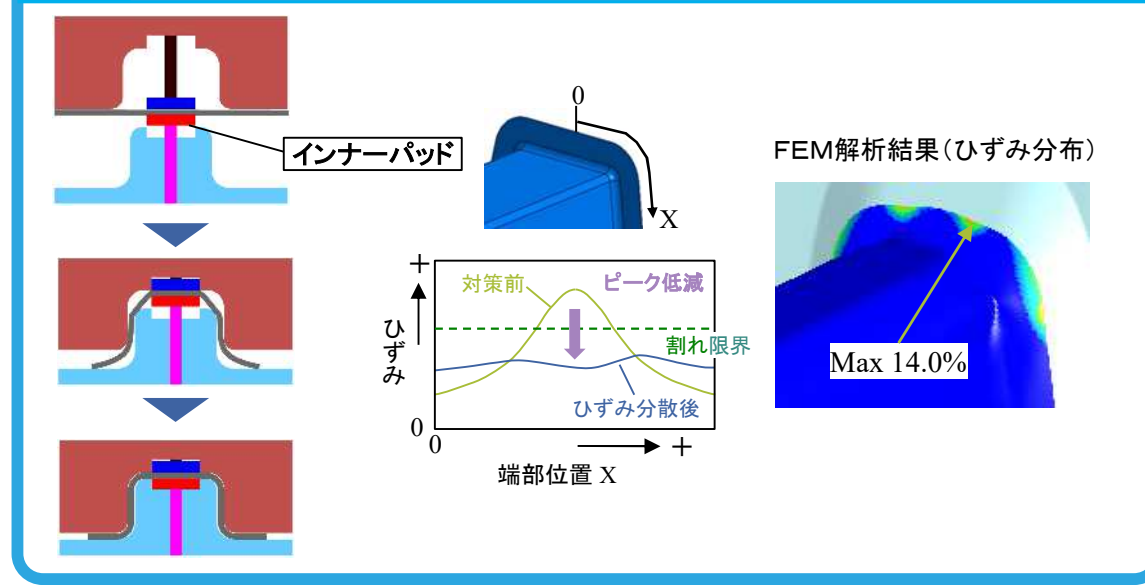 インナーパッド
0
X
FEM解析結果(ひずみ分布)
Max 14.0%
+
ひずみ
0
対策前
ピーク低減
割れ限界
ひずみ分散後
0
+
端部位置 X